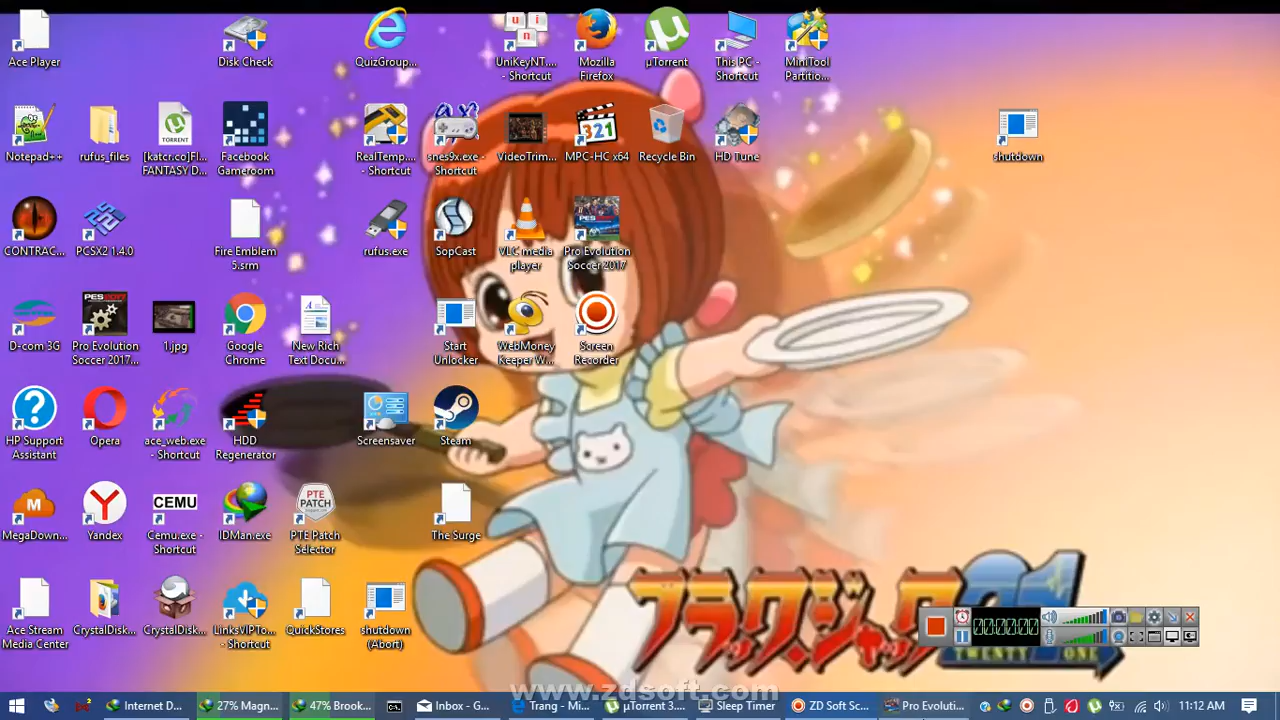 Ace Player
Disk Check
QuizGroup...
UniKeyNT....
- Shortcut
Mozilla
Firefox
µTorrent
This PC -
Shortcut
MiniTool
Partitio...
Notepad++
rufus_files
[katcr.co]Fl...
FANTASY D...
Facebook
Gameroom
RealTemp....
- Shortcut
snes9x.exe -
Shortcut
VideoTrim...
MPC-HC x64
Recycle Bin
HD Tune
shutdown
CONTRAC...
PCSX2 1.4.0
Fire Emblem
5.srm
rufus.exe
SopCast
VLC media
player
Pro Evolution
Soccer 2017
D-com 3G
Pro Evolution
Soccer 2017...
1.jpg
Google
Chrome
New Rich
Text Docu...
Start
Unlocker
WebMoney
Keeper W...
Screen
Recorder
HP Support
Assistant
Opera
ace_web.exe
- Shortcut
HDD
Regenerator
Screensaver
Steam
MegaDown...
Yandex
CEMU
Cemu.exe -
Shortcut
IDMan.exe
PTE
PATCH
PTE Patch
Selector
The Surge
Ace Stream
Media Center
CrystalDisk...
CrystalDisk...
LinksVIPTo...
- Shortcut
QuickStores
shutdown
(Abort)
ブラックジャック21
TWENTY ONE
00:00:00
www.zdsoft.com
Internet D...
27% Magn...
47% Brook...
Inbox - G...
Trang - Mi...
µTorrent 3....
Sleep Timer
ZD Soft Sc...
Pro Evoluti...
11:12 AM